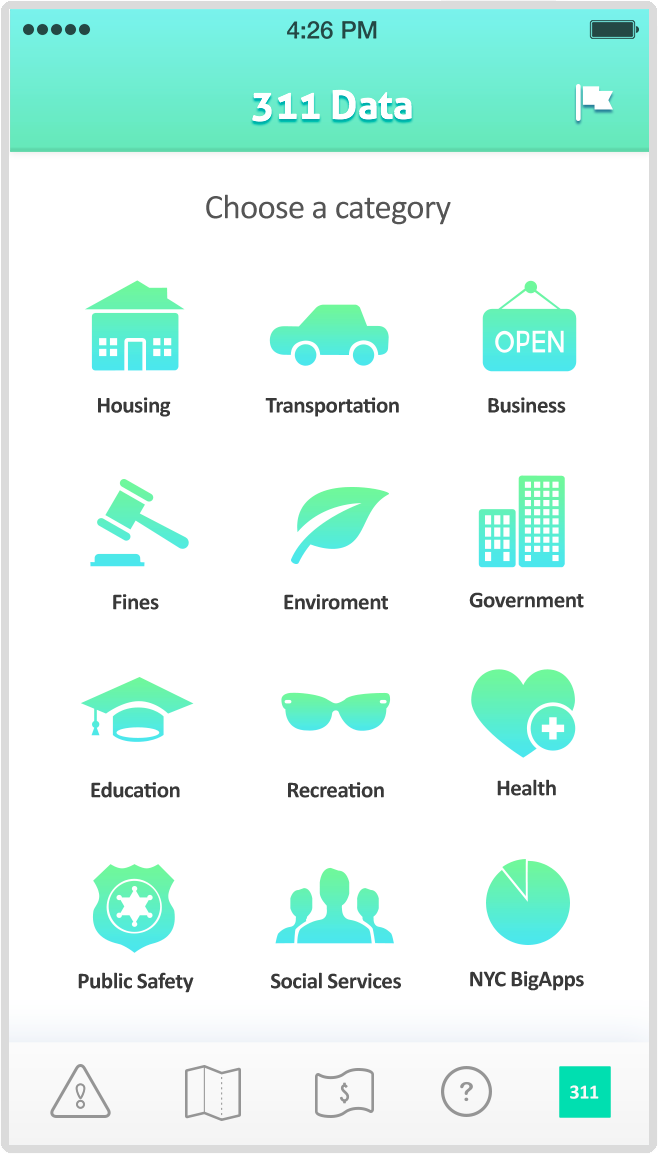 4:26 PM
311 Data
Choose a category
OPEN
Housing
Transportation
Business
Fines
Enviroment
Government
Education
Recreation
Health
Public Safety
Social Services
NYC BigApps
!
$
?
311